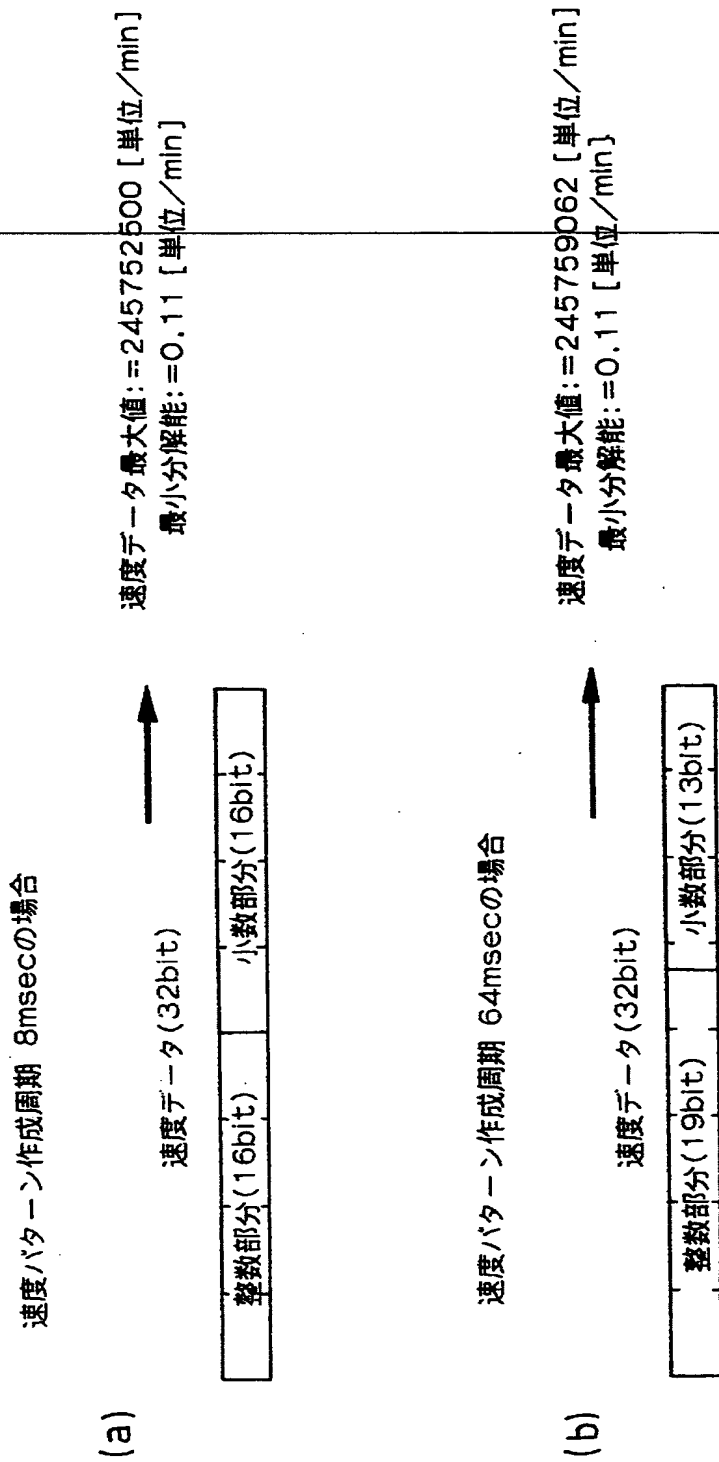 (a)
速度パターン作成周期 8msecの場合
速度データ(32bit)
整数部分(16bit)
小数部分(16bit)
速度データ最大値:=245752500 [単位/min]
最小分解能:=0.11 [単位/min]
(b)
速度パターン作成周期 64msecの場合
速度データ(32bit)
整数部分(19bit)
小数部分(13bit)
速度データ最大値:=245759062 [単位/min]
最小分解能:=0.11 [単位/min]